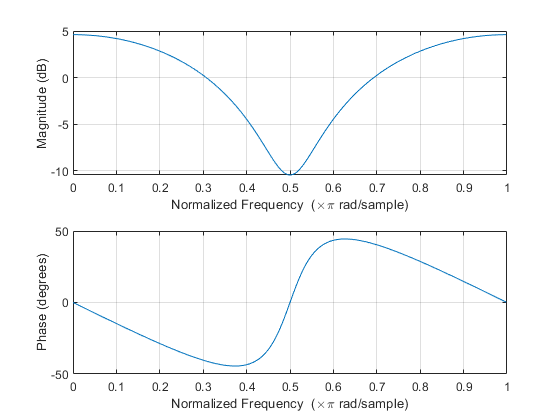 5
0
-5
-10
Magnitude (dB)
0 0.1 0.2 0.3 0.4 0.5 0.6 0.7 0.8 0.9 1
Normalized Frequency (×π rad/sample)
50
0
-50
Phase (degrees)
0 0.1 0.2 0.3 0.4 0.5 0.6 0.7 0.8 0.9 1
Normalized Frequency (×π rad/sample)